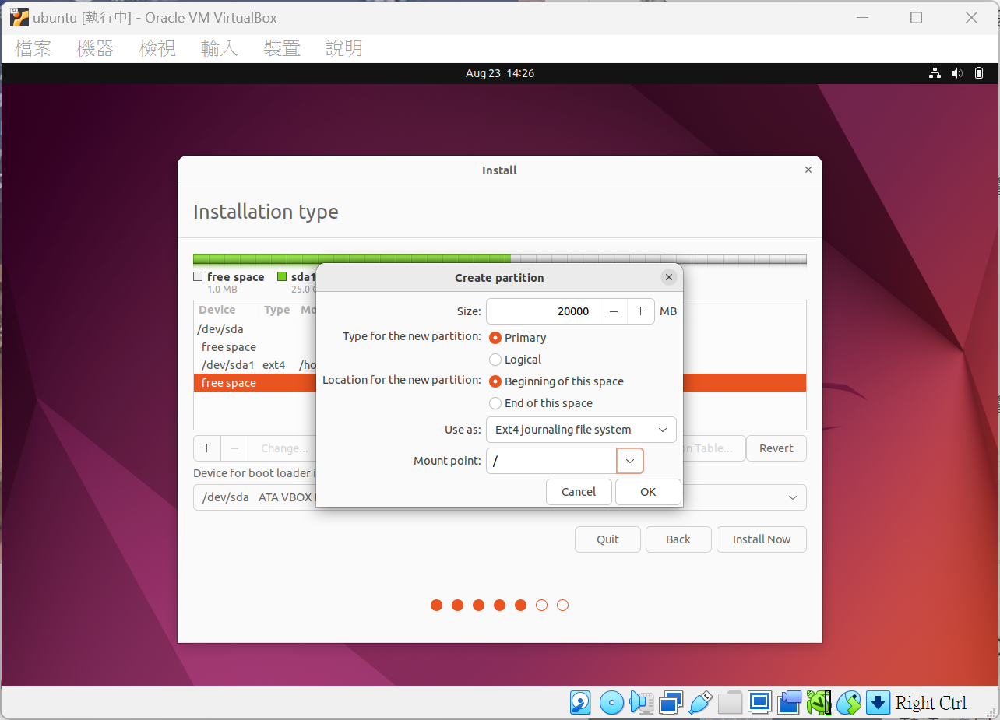 ubuntu [執行中] - Oracle VM VirtualBox
檔案 機器 檢視 輸入 裝置 說明
Aug 23 14:26
Install
Installation type
free space sda1
1.0 MB 25.0
Create partition
Size: 20000 MB
Type for the new partition: Primary
Logical
Location for the new partition: Beginning of this space
End of this space
Use as: Ext4 journaling file system
Mount point: /
Cancel OK
Device Type Mo
/dev/sda
free space
/dev/sda1 ext4 /ho
free space
+ − Change... on Table... Revert
Device for boot loader i
/dev/sda ATA VBOX
Quit Back Install Now
Right Ctrl